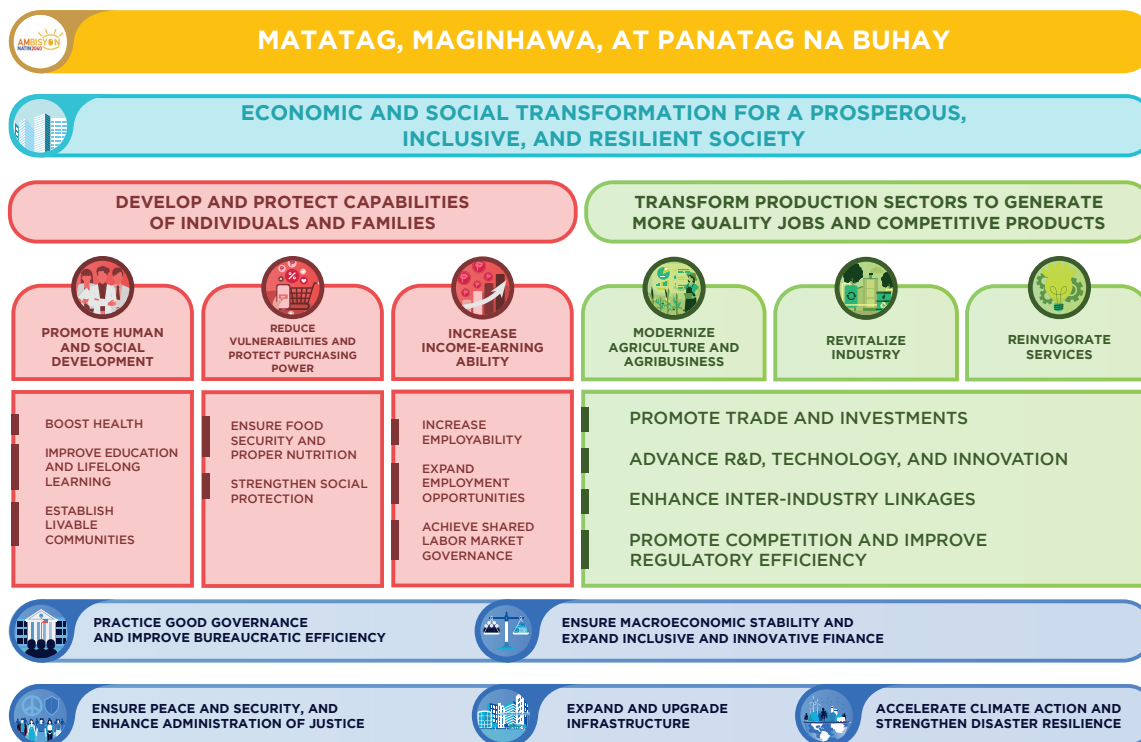 AMBISYON
NATIN 2040
MATATAG, MAGINHAWA, AT PANATAG NA BUHAY
ECONOMIC AND SOCIAL TRANSFORMATION FOR A PROSPEROUS,
INCLUSIVE, AND RESILIENT SOCIETY
DEVELOP AND PROTECT CAPABILITIES
OF INDIVIDUALS AND FAMILIES
TRANSFORM PRODUCTION SECTORS TO GENERATE
MORE QUALITY JOBS AND COMPETITIVE PRODUCTS
PROMOTE HUMAN
AND SOCIAL
DEVELOPMENT
REDUCE
VULNERABILITIES AND
PROTECT PURCHASING
POWER
INCREASE
INCOME-EARNING
ABILITY
MODERNIZE
AGRICULTURE AND
AGRIBUSINESS
REVITALIZE
INDUSTRY
REINVIGORATE
SERVICES
BOOST HEALTH
IMPROVE EDUCATION
AND LIFELONG
LEARNING
ESTABLISH
LIVABLE
COMMUNITIES
ENSURE FOOD
SECURITY AND
PROPER NUTRITION
STRENGTHEN SOCIAL
PROTECTION
INCREASE
EMPLOYABILITY
EXPAND
EMPLOYMENT
OPPORTUNITIES
ACHIEVE SHARED
LABOR MARKET
GOVERNANCE
PROMOTE TRADE AND INVESTMENTS
ADVANCE R&D, TECHNOLOGY, AND INNOVATION
ENHANCE INTER-INDUSTRY LINKAGES
PROMOTE COMPETITION AND IMPROVE
REGULATORY EFFICIENCY
PRACTICE GOOD GOVERNANCE
AND IMPROVE BUREAUCRATIC EFFICIENCY
ENSURE MACROECONOMIC STABILITY AND
EXPAND INCLUSIVE AND INNOVATIVE FINANCE
ENSURE PEACE AND SECURITY, AND
ENHANCE ADMINISTRATION OF JUSTICE
EXPAND AND UPGRADE
INFRASTRUCTURE
ACCELERATE CLIMATE ACTION AND
STRENGTHEN DISASTER RESILIENCE